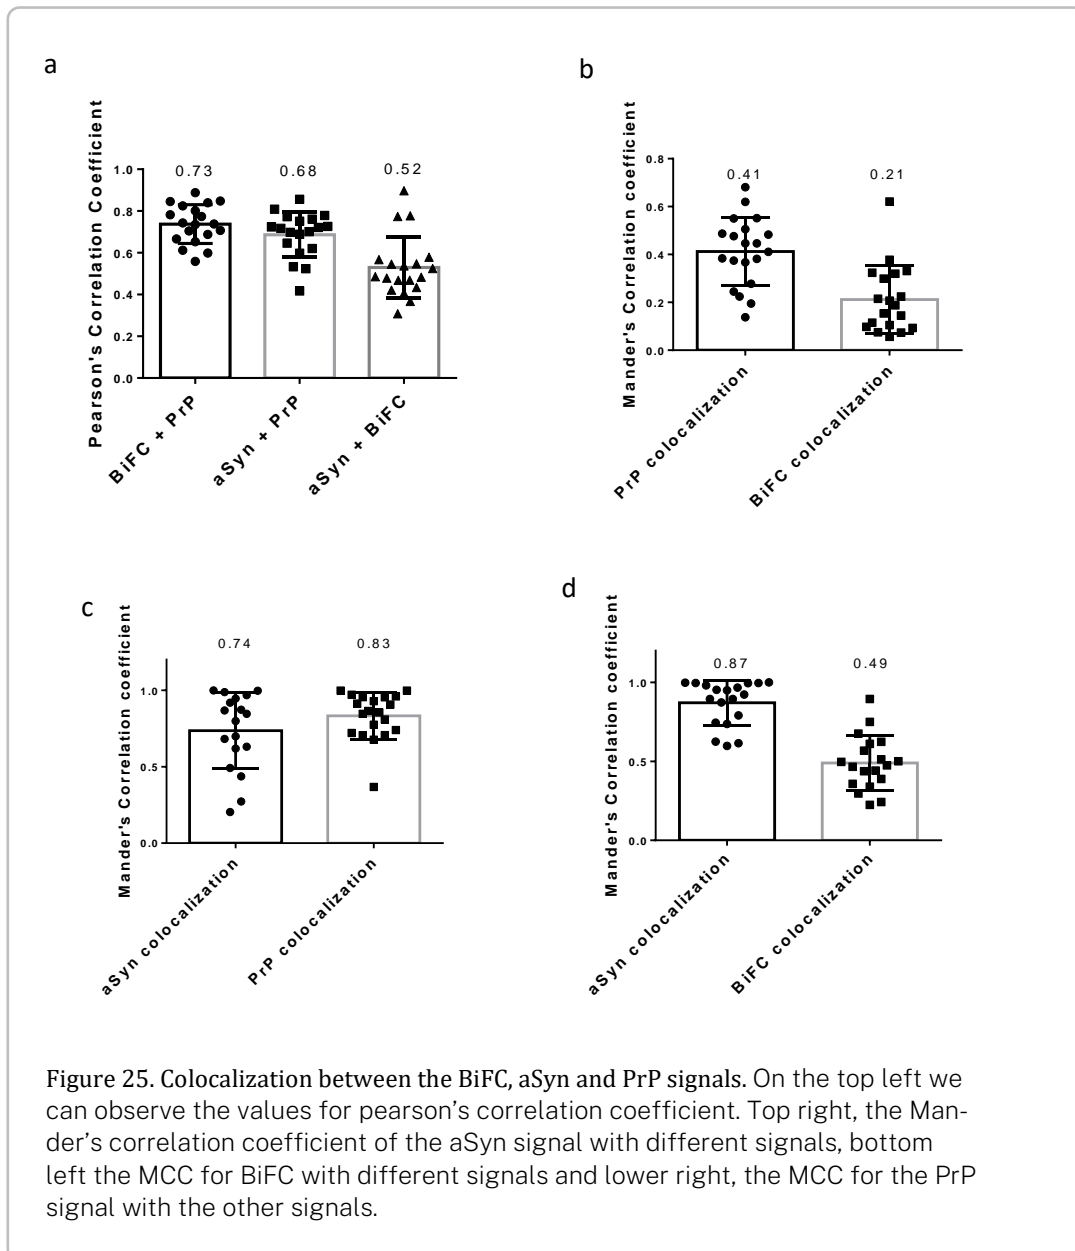 a
Pearson's Correlation Coefficient
1.0
0.8
0.6
0.4
0.2
0.0
0.73
0.68
0.52
BiFC + PrP
aSyn + PrP
aSyn + BiFC
b
Mander's Correlation coefficient
0.8
0.6
0.4
0.2
0.0
0.41
0.21
PrP colocalization
BiFC colocalization
c
Mander's Correlation coefficient
1.0
0.5
0.0
0.74
0.83
aSyn colocalization
PrP colocalization
d
Mander's Correlation coefficient
1.0
0.5
0.0
0.87
0.49
aSyn colocalization
BiFC colocalization
Figure 25. Colocalization between the BiFC, aSyn and PrP signals. On the top left we
can observe the values for pearson's correlation coefficient. Top right, the Man-
der's correlation coefficient of the aSyn signal with different signals, bottom
left the MCC for BiFC with different signals and lower right, the MCC for the PrP
signal with the other signals.